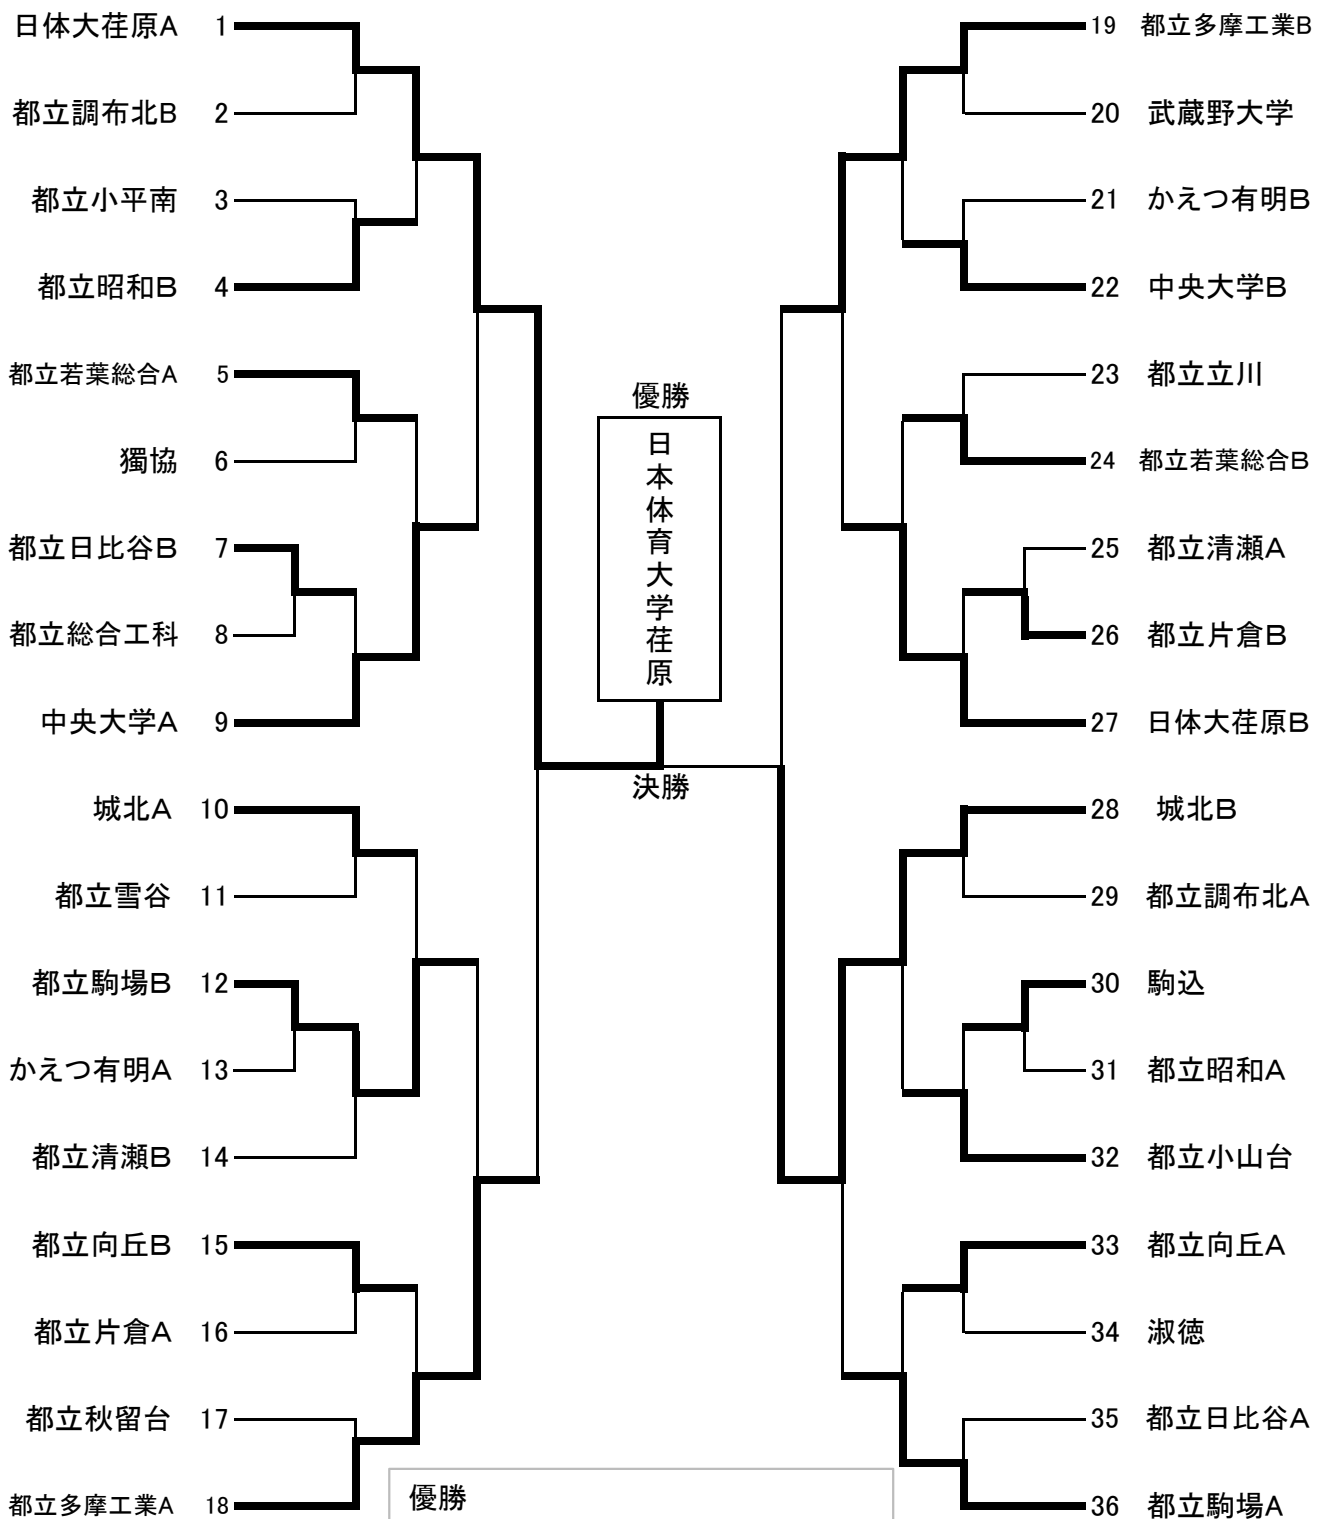 日体大荏原A 1
都立調布北B 2
都立小平南 3
都立昭和B 4
都立若葉総合A 5
獨協 6
都立日比谷B 7
都立総合工科 8
中央大学A 9
城北A 10
都立雪谷 11
都立駒場B 12
かえつ有明A 13
都立清瀬B 14
都立向丘B 15
都立片倉A 16
都立秋留台 17
都立多摩工業A 18
優勝
日本体育大学荏原
決勝
19 都立多摩工業B
20 武蔵野大学
21 かえつ有明B
22 中央大学B
23 都立立川
24 都立若葉総合B
25 都立清瀬A
26 都立片倉B
27 日体大荏原B
28 城北B
29 都立調布北A
30 駒込
31 都立昭和A
32 都立小山台
33 都立向丘A
34 淑徳
35 都立日比谷A
36 都立駒場A
優勝